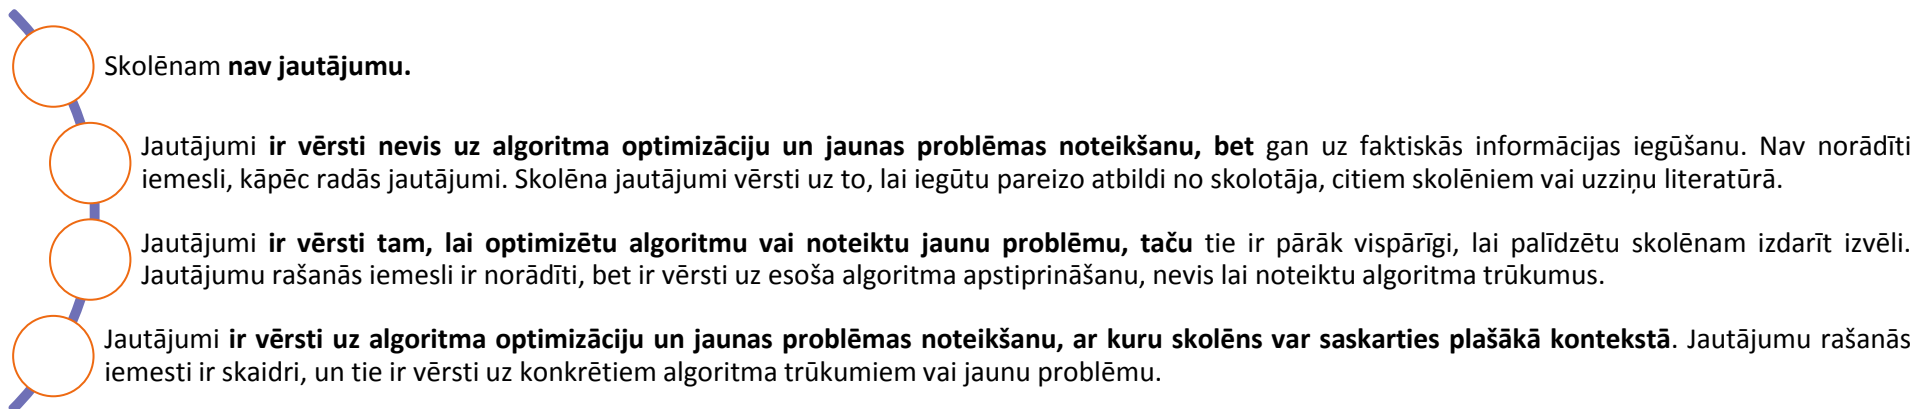 Skolēnam nav jautājumu.
Jautājumi ir vērsti nevis uz algoritma optimizāciju un jaunas problēmas noteikšanu, bet gan uz faktiskās informācijas iegūšanu. Nav norādīti
iemesli, kāpēc radās jautājumi. Skolēna jautājumi vērsti uz to, lai iegūtu pareizo atbildi no skolotāja, citiem skolēniem vai uzziņu literatūrā.
Jautājumi ir vērsti tam, lai optimizētu algoritmu vai noteiktu jaunu problēmu, taču tie ir pārāk vispārīgi, lai palīdzētu skolēnam izdarīt izvēli.
Jautājumu rašanās iemesli ir norādīti, bet ir vērsti uz esoša algoritma apstiprināšanu, nevis lai noteiktu algoritma trūkumus.
Jautājumi ir vērsti uz algoritma optimizāciju un jaunas problēmas noteikšanu, ar kuru skolēns var saskarties plašākā kontekstā. Jautājumu rašanās
iemesti ir skaidri, un tie ir vērsti uz konkrētiem algoritma trūkumiem vai jaunu problēmu.